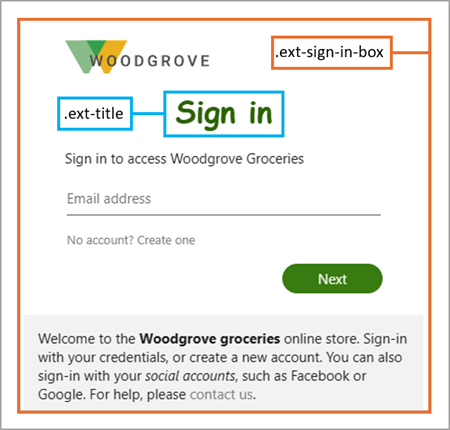 WOODGROVE
.ext-sign-in-box
.ext-title
Sign in
Sign in to access Woodgrove Groceries
Email address
No account? Create one
Next
Welcome to the Woodgrove groceries online store. Sign-in
with your credentials, or create a new account. You can also
sign-in with your social accounts, such as Facebook or
Google. For help, please contact us.